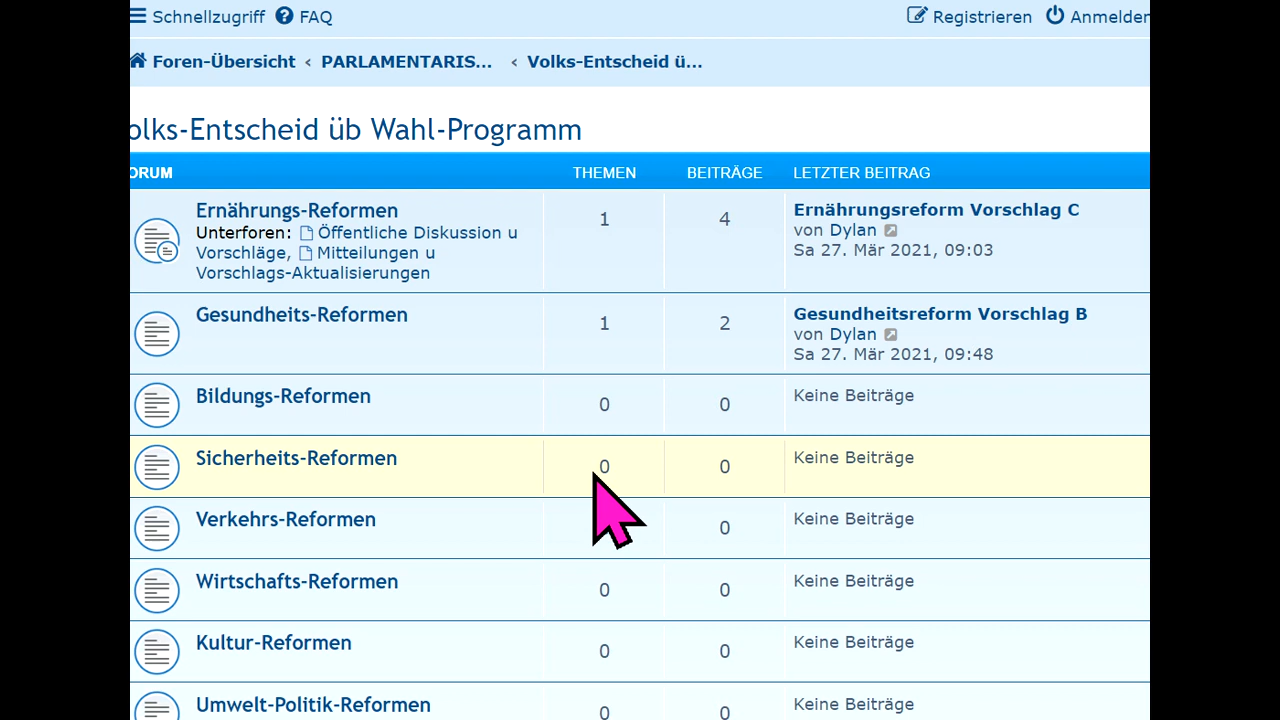 Schnellzugriff FAQ Registrieren Anmelden
Foren-Übersicht ‹ PARLAMENTARIS... ‹ Volks-Entscheid ü...
olks-Entscheid üb Wahl-Programm
ORUM THEMEN BEITRÄGE LETZTER BEITRAG
Ernährungs-Reformen 1 4 Ernährungsreform Vorschlag C
Unterforen: Öffentliche Diskussion u von Dylan
Vorschläge, Mitteilungen u Sa 27. Mär 2021, 09:03
Vorschlags-Aktualisierungen
Gesundheits-Reformen 1 2 Gesundheitsreform Vorschlag B
von Dylan
Sa 27. Mär 2021, 09:48
Bildungs-Reformen 0 0 Keine Beiträge
Sicherheits-Reformen 0 0 Keine Beiträge
Verkehrs-Reformen 0 Keine Beiträge
Wirtschafts-Reformen 0 0 Keine Beiträge
Kultur-Reformen 0 0 Keine Beiträge
Umwelt-Politik-Reformen 0 0 Keine Beiträge